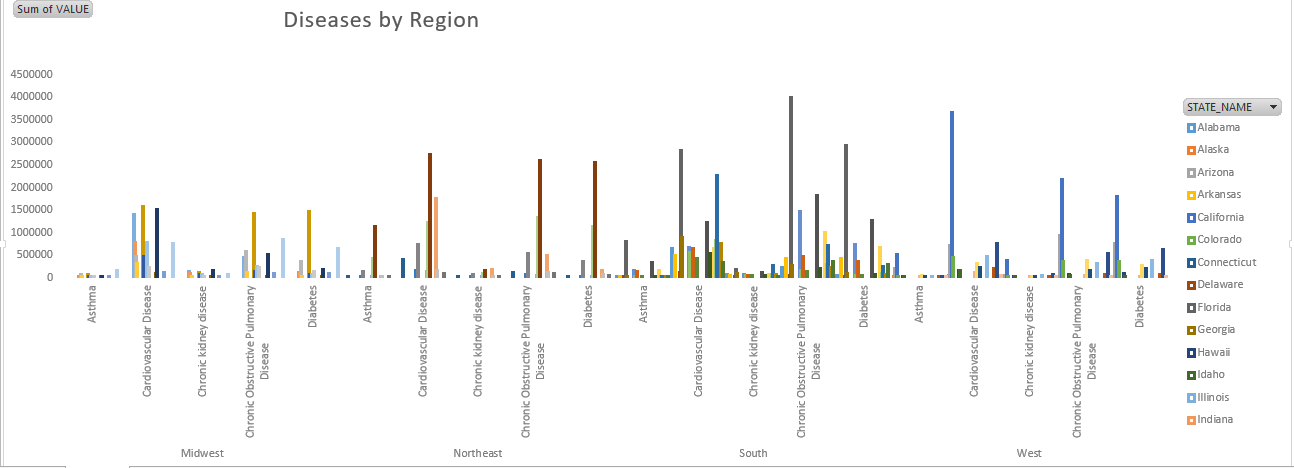 Sum of VALUE
Diseases by Region
4500000
4000000
3500000
3000000
2500000
2000000
1500000
1000000
500000
0
Asthma
Cardiovascular Disease
Chronic kidney disease
Chronic Obstructive Pulmonary
Disease
Diabetes
Asthma
Cardiovascular Disease
Chronic kidney disease
Chronic Obstructive Pulmonary
Disease
Diabetes
Asthma
Cardiovascular Disease
Chronic kidney disease
Chronic Obstructive Pulmonary
Disease
Diabetes
Asthma
Cardiovascular Disease
Chronic kidney disease
Chronic Obstructive Pulmonary
Disease
Diabetes
Midwest
Northeast
South
West
STATE_NAME
Alabama
Alaska
Arizona
Arkansas
California
Colorado
Connecticut
Delaware
Florida
Georgia
Hawaii
Idaho
Illinois
Indiana